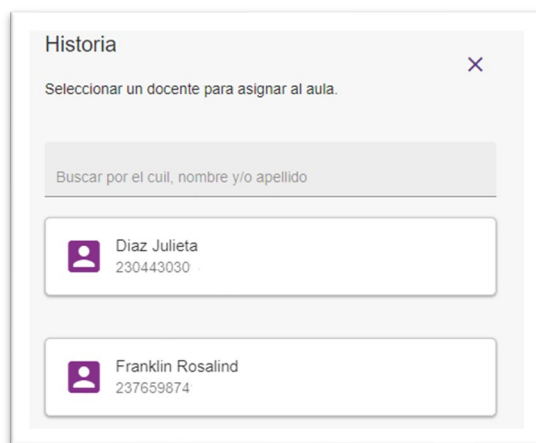 Historia
Seleccionar un docente para asignar al aula.
Buscar por el cuil, nombre y/o apellido
Diaz Julieta
230443030
Franklin Rosalind
237659874